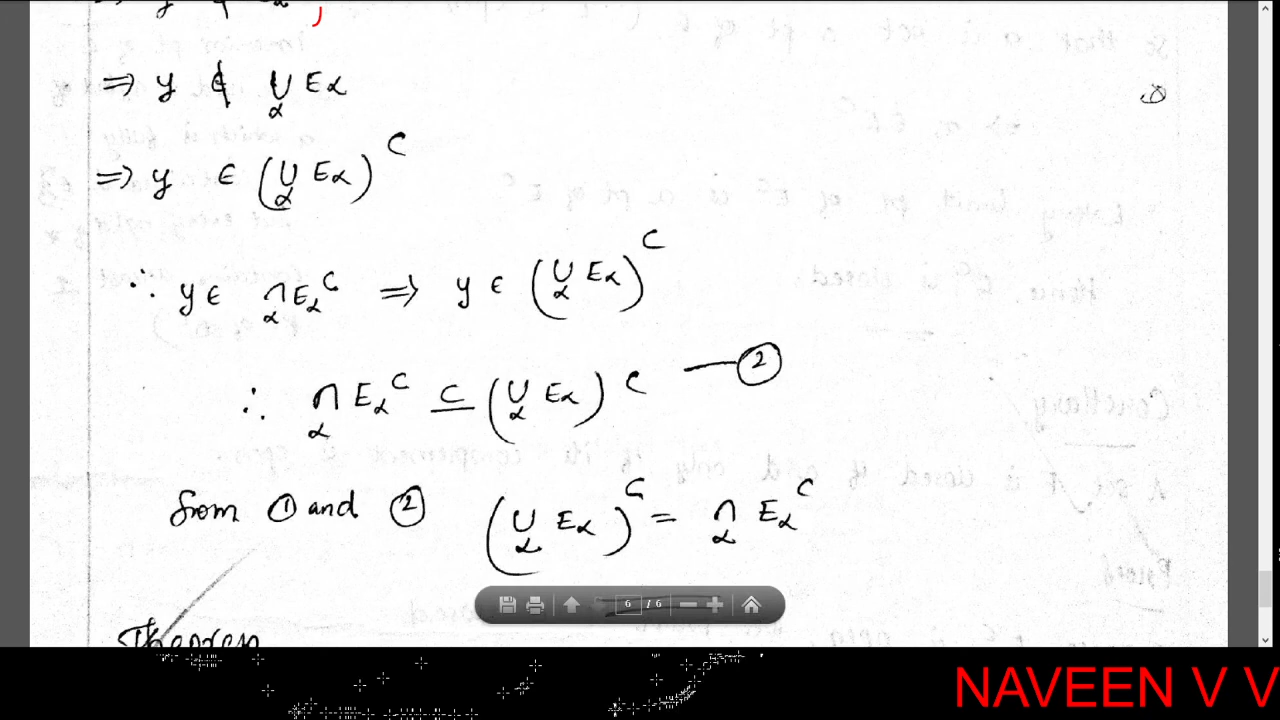 ⇒ y ∉ ∪_α E_α
⇒ y ∈ (∪_α E_α)^C
∴ y ∈ ∩_α E_α^C ⇒ y ∈ (∪_α E_α)^C
∴ ∩_α E_α^C ⊆ (∪_α E_α)^C — ②
from ① and ② (∪_α E_α)^C = ∩_α E_α^C
6 / 6
Theorem
NAVEEN V V